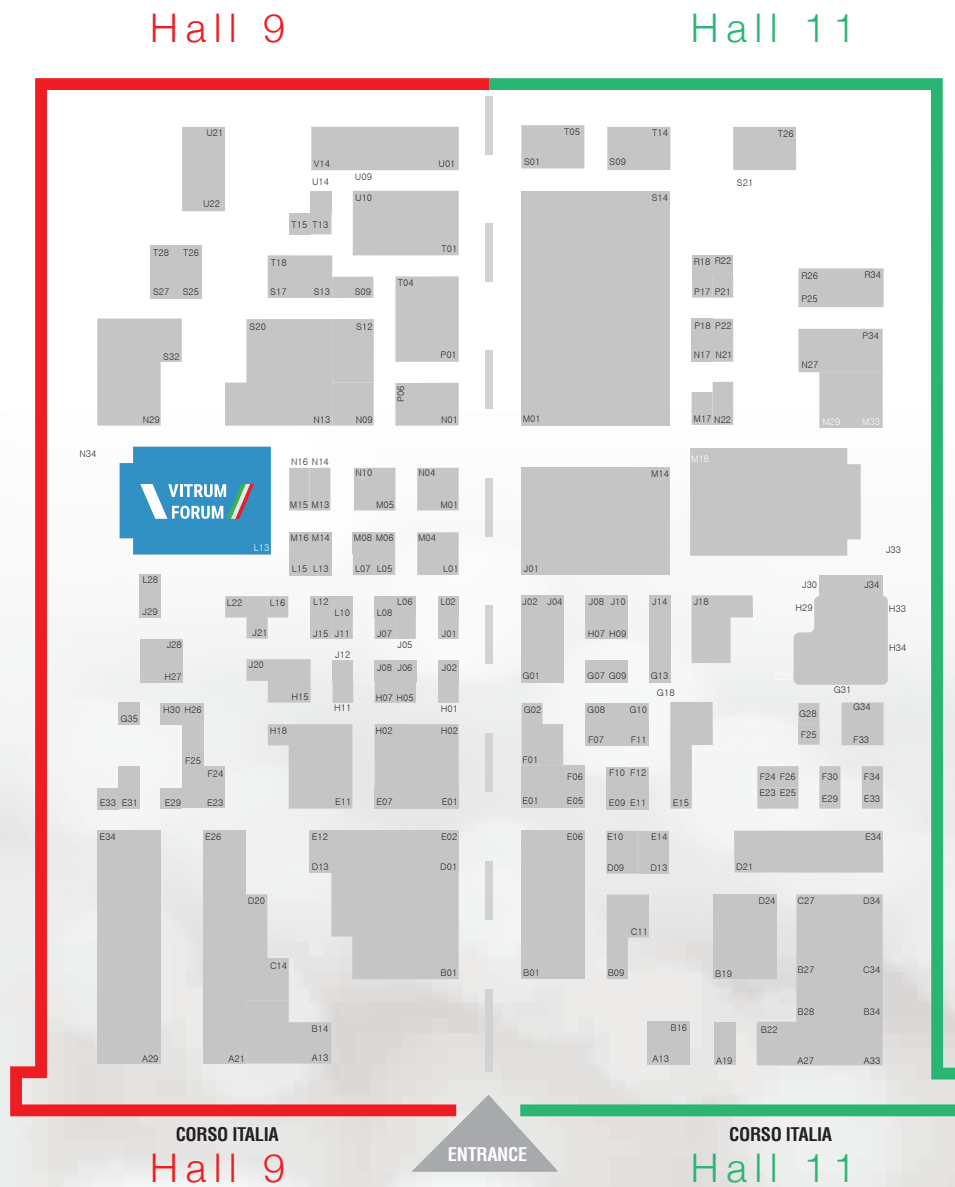 Hall 9 Hall 11
U21 T05 T14 T26
V14 U01 S01 S09
U09
U14 S21
U10 S14
U22
T15 T13
T01
T28 T26 T18 R18 R22
R26 R34
T04
S27 S25 S17 S13 S09 P17 P21
P25
S20 S12 P18 P22
P34
S32 P01 N17 N21
N27
P06
N29 N13 N09 N01 M01 M17 N22 M29 M33
N34
N16 N14 M18
N10 N04 M14
VITRUM
M15 M13 M05 M01
FORUM
M16 M14 M08 M06 M04
L13 J33
L15 L13 L07 L05 L01 J01
L28 J30 J34
L22 L16 L12 L06 L02 J02 J04 J08 J10 J14 J18
J29 L10 L08 H29 H33
J21 J15 J11 J07 J01 H07 H09
J28 J05 H34
J12
J20 J08 J06 J02
H27 G01 G07 G09 G13 G25
H15 H07 H05 G18 G31
H30 H26 H11 H01 G02 G08 G10 G34
G35 G28
H18 H02 H02 F25
F07 F11 F33
F25 F01
F24 F06 F10 F12 F24 F26 F30 F34
E33 E31 E29 E23 E11 E07 E01 E01 E05 E09 E11 E15 E23 E25 E29 E33
E34 E26 E12 E02 E06 E10 E14 E34
D13 D01 D09 D13 D21
D20 D24 C27 D34
C11
C14
B01 B01 B09 B19 B27 C34
B28 B34
B14 B16 B22
A29 A21 A13 A13 A19 A27 A33
CORSO ITALIA CORSO ITALIA
ENTRANCE
Hall 9 Hall 11